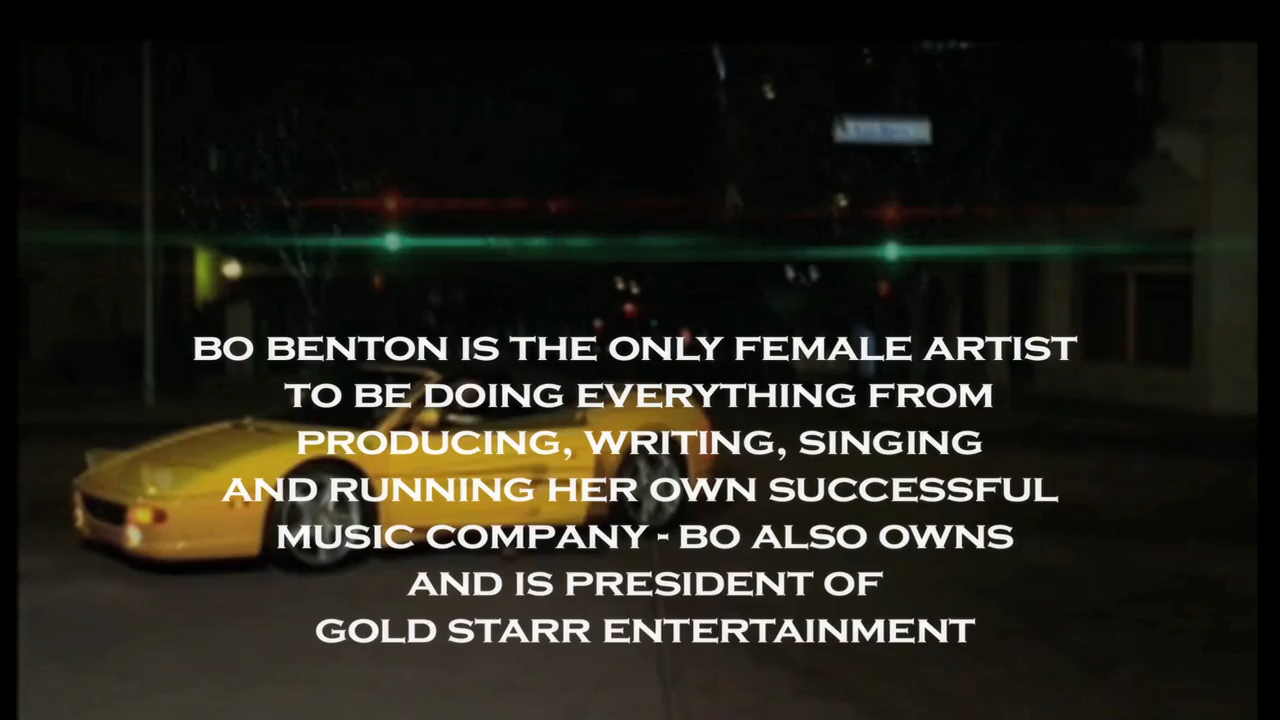 BO BENTON IS THE ONLY FEMALE ARTIST
TO BE DOING EVERYTHING FROM
PRODUCING, WRITING, SINGING
AND RUNNING HER OWN SUCCESSFUL
MUSIC COMPANY - BO ALSO OWNS
AND IS PRESIDENT OF
GOLD STARR ENTERTAINMENT